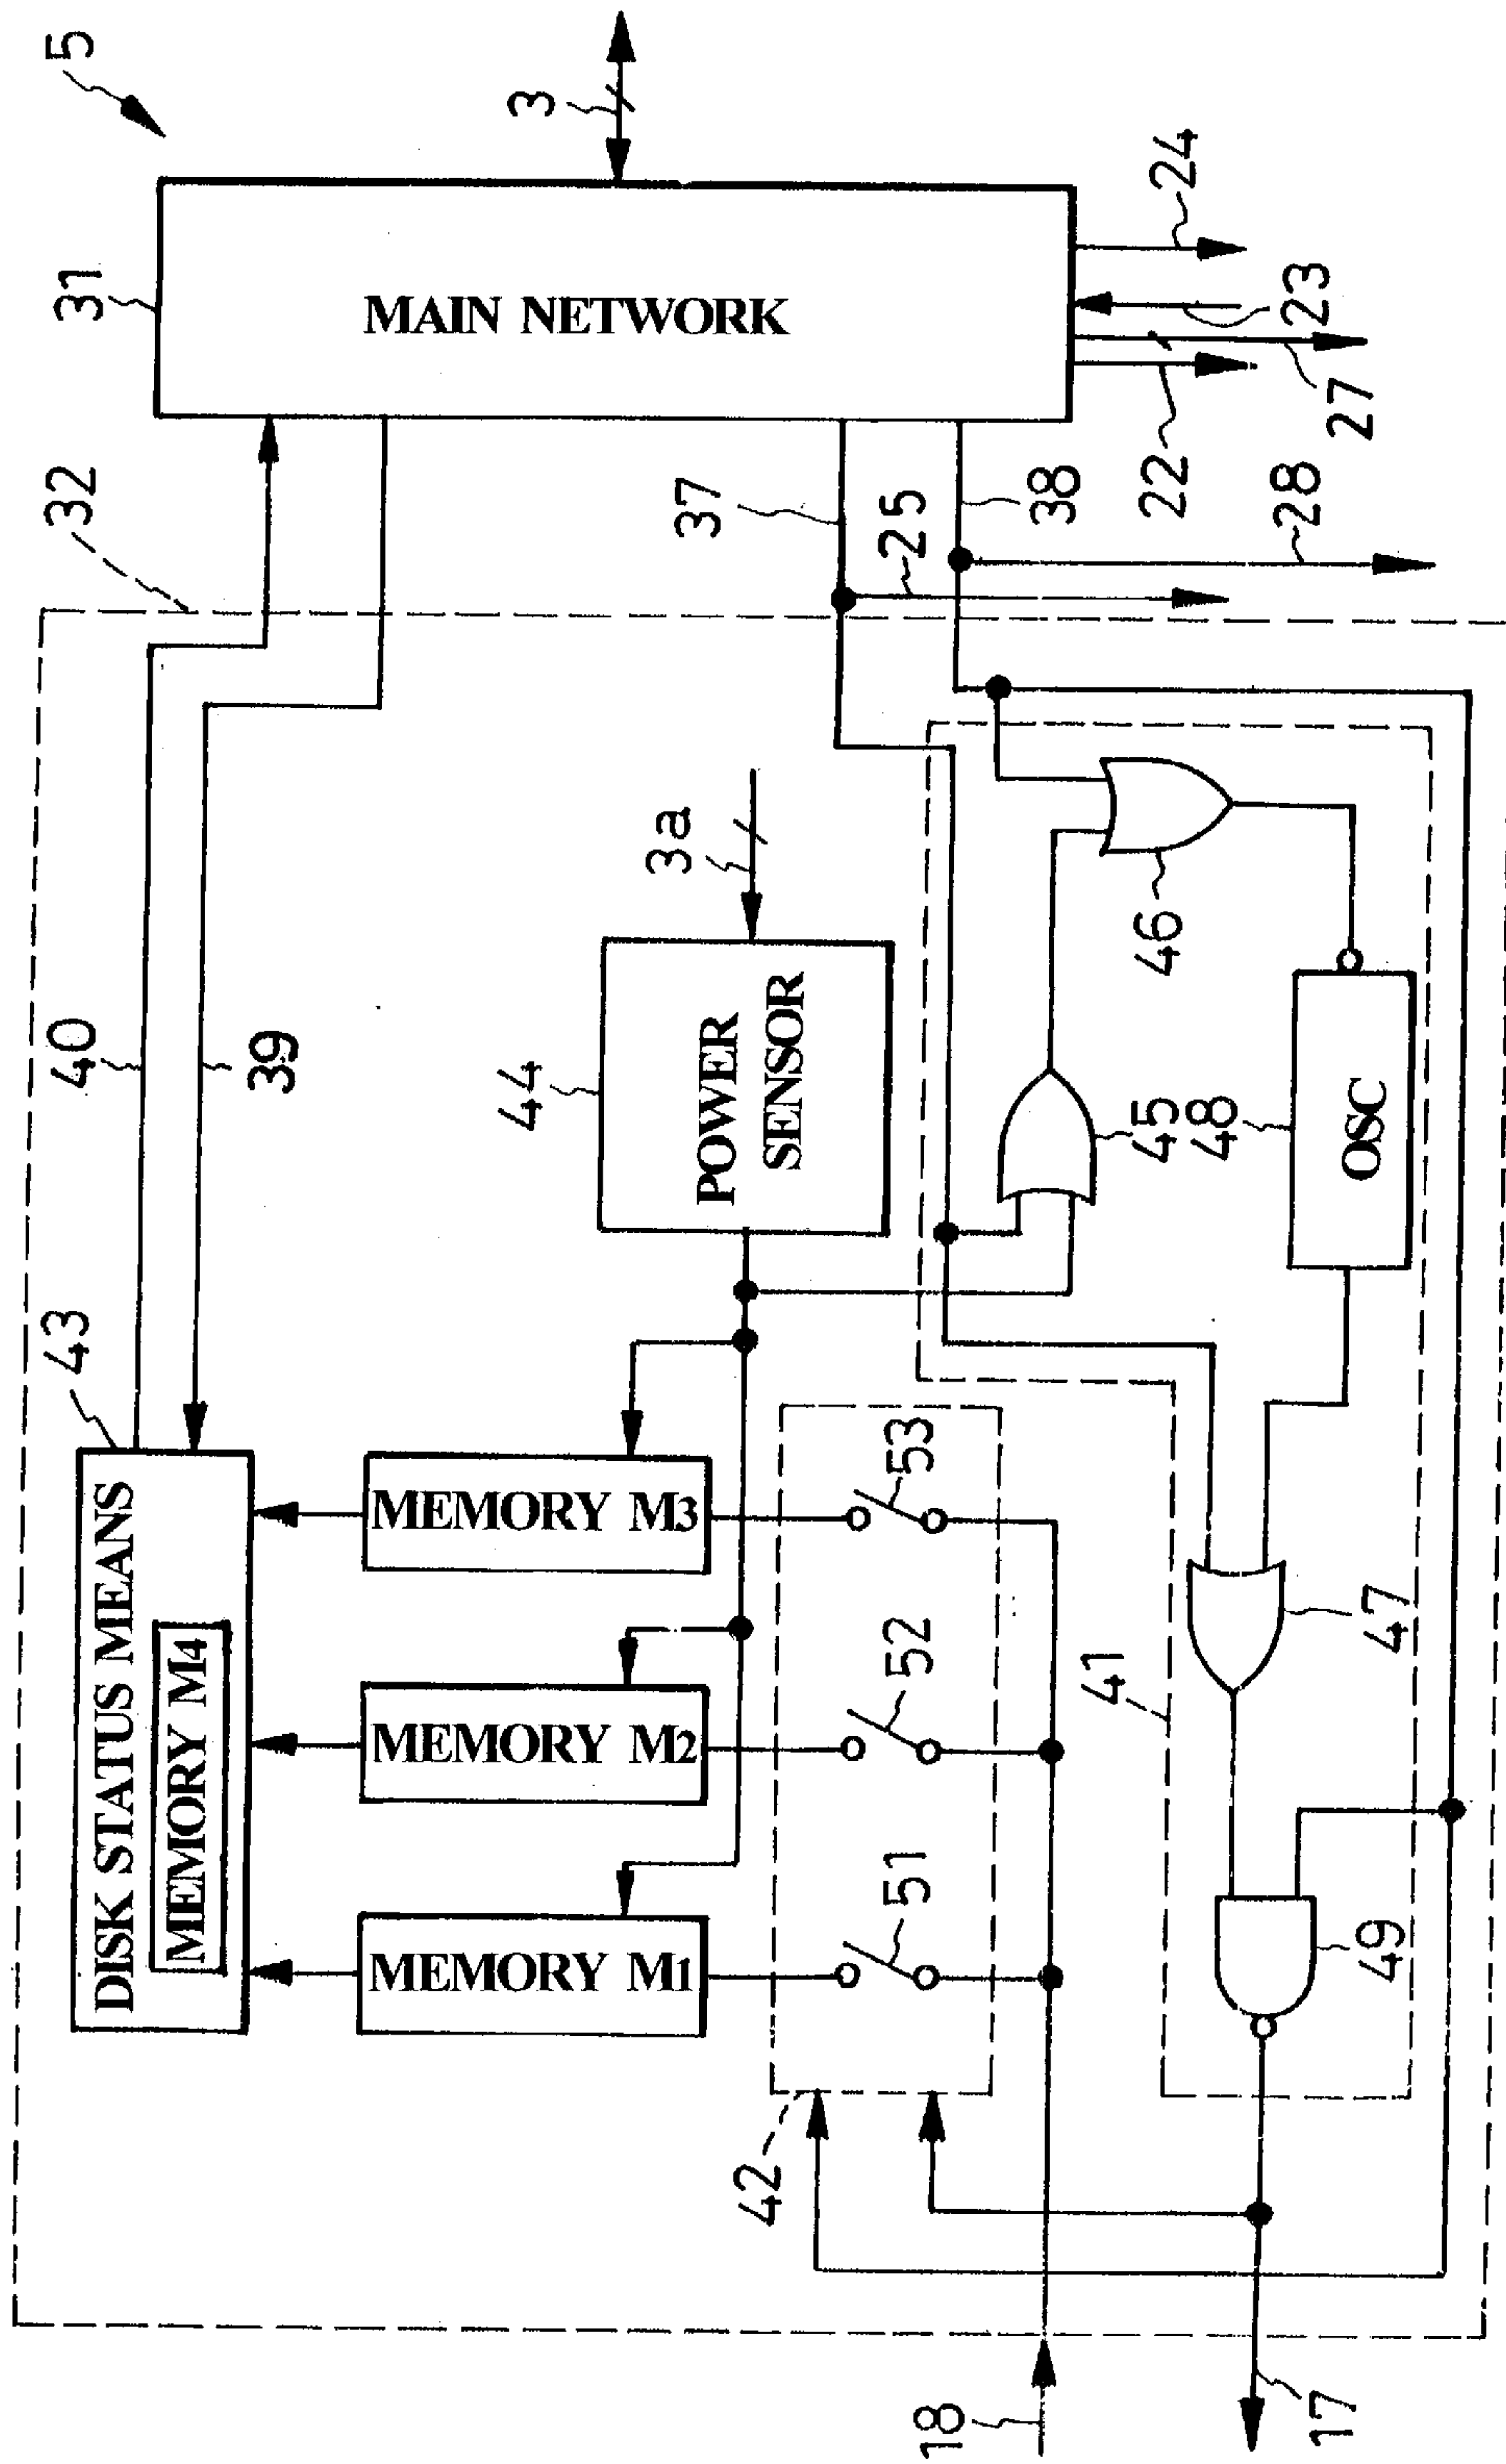 5
3
31
MAIN NETWORK
24
23
27
22
32
37
25
38
28
40
39
3a
44
POWER
SENSOR
46
45
48
OSC
43
DISK STATUS MEANS
MEMORY M4
MEMORY M3
MEMORY M2
MEMORY M1
53
52
51
41
47
49
42
18
17